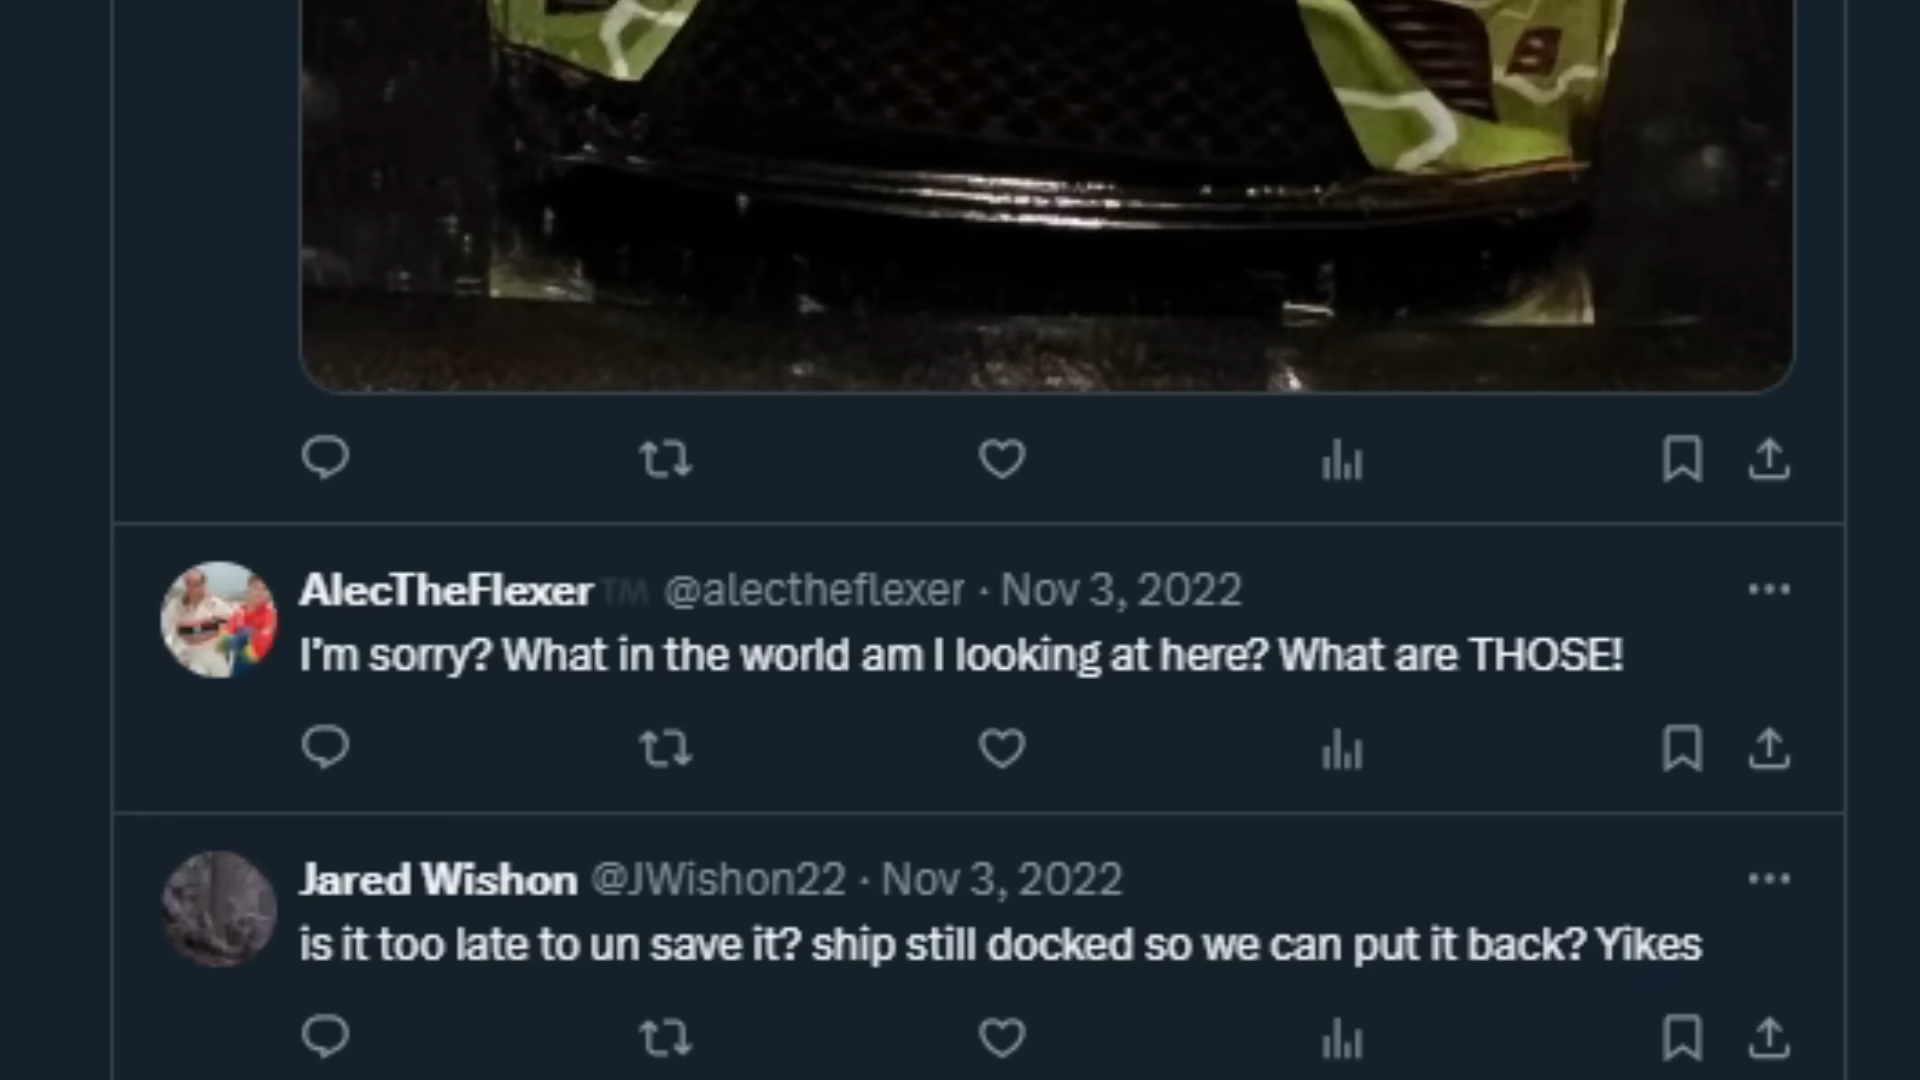 AlecTheFlexer™ @alectheflexer · Nov 3, 2022
I’m sorry? What in the world am I looking at here? What are THOSE!
Jared Wishon @JWishon22 · Nov 3, 2022
is it too late to un save it? ship still docked so we can put it back? Yikes